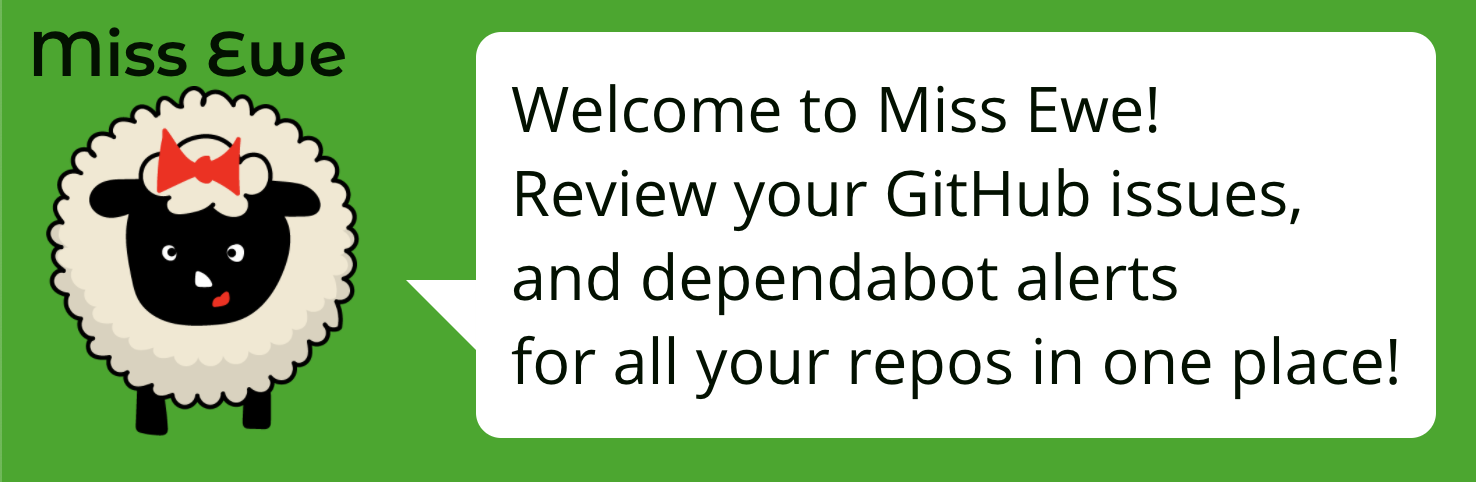 Miss Ewe
Welcome to Miss Ewe!
Review your GitHub issues,
and dependabot alerts
for all your repos in one place!